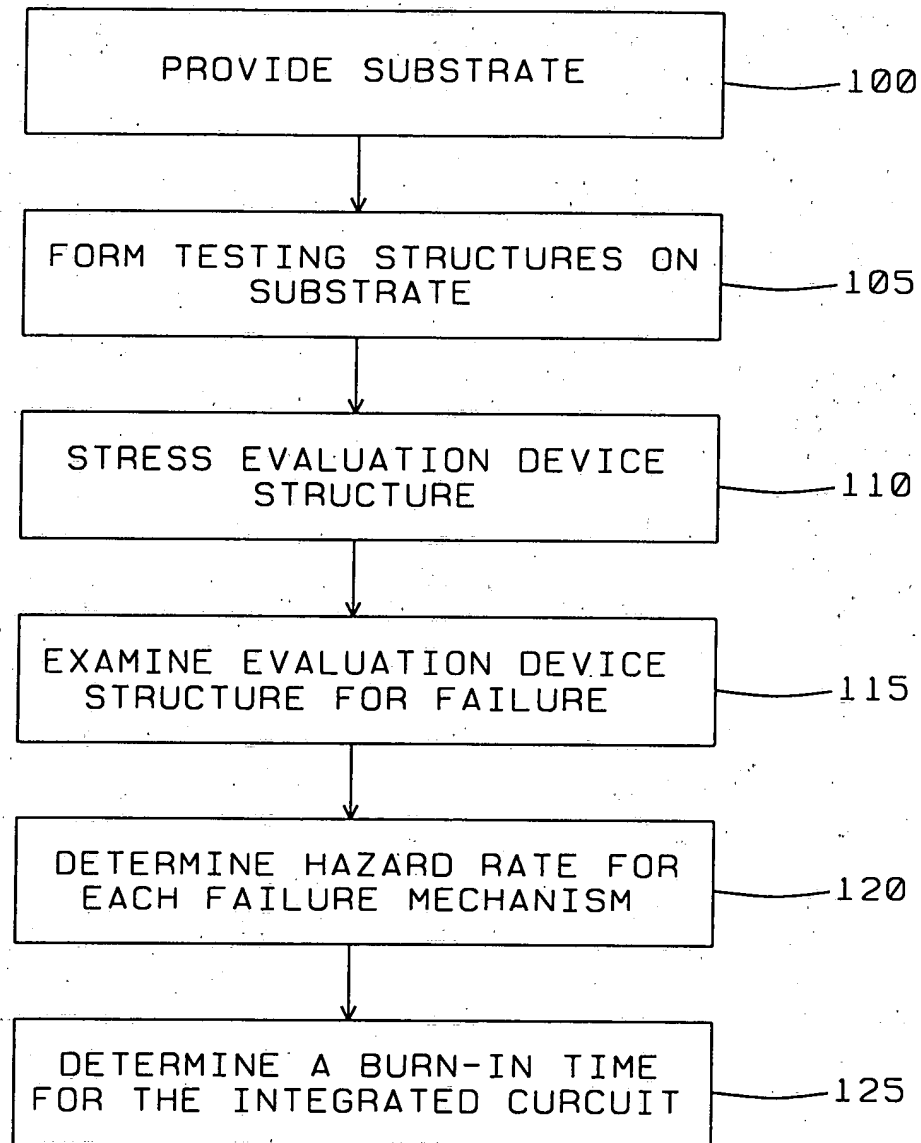 PROVIDE SUBSTRATE
100
FORM TESTING STRUCTURES ON
SUBSTRATE
105
STRESS EVALUATION DEVICE
STRUCTURE
110
EXAMINE EVALUATION DEVICE
STRUCTURE FOR FAILURE
115
DETERMINE HAZARD RATE FOR
EACH FAILURE MECHANISM
120
DETERMINE A BURN-IN TIME
FOR THE INTEGRATED CURCUIT
125